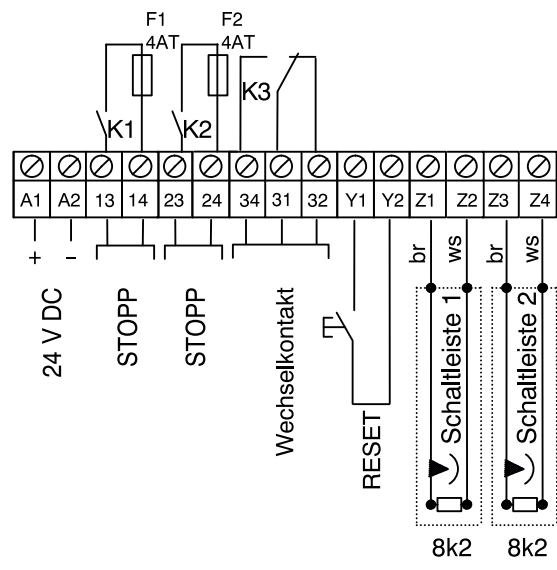 F1 F2
4AT 4AT
K1 K2 K3
A1 A2 13 14 23 24 34 31 32 Y1 Y2 Z1 Z2 Z3 Z4
+ -
br ws br ws
24 V DC
STOPP
STOPP
Wechselkontakt
RESET
Schaltleiste 1
Schaltleiste 2
8k2 8k2